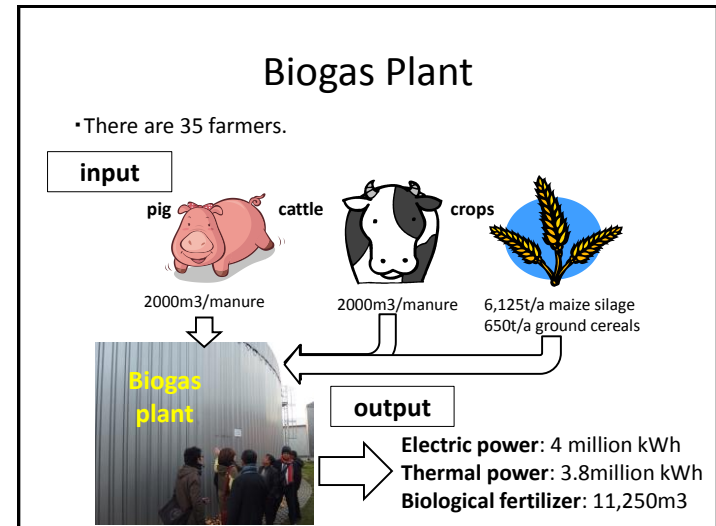 Biogas Plant
・There are 35 farmers.
input
pig
cattle
crops
2000m3/manure
2000m3/manure
6,125t/a maize silage
650t/a ground cereals
Biogas
plant
output
Electric power: 4 million kWh
Thermal power: 3.8million kWh
Biological fertilizer: 11,250m3